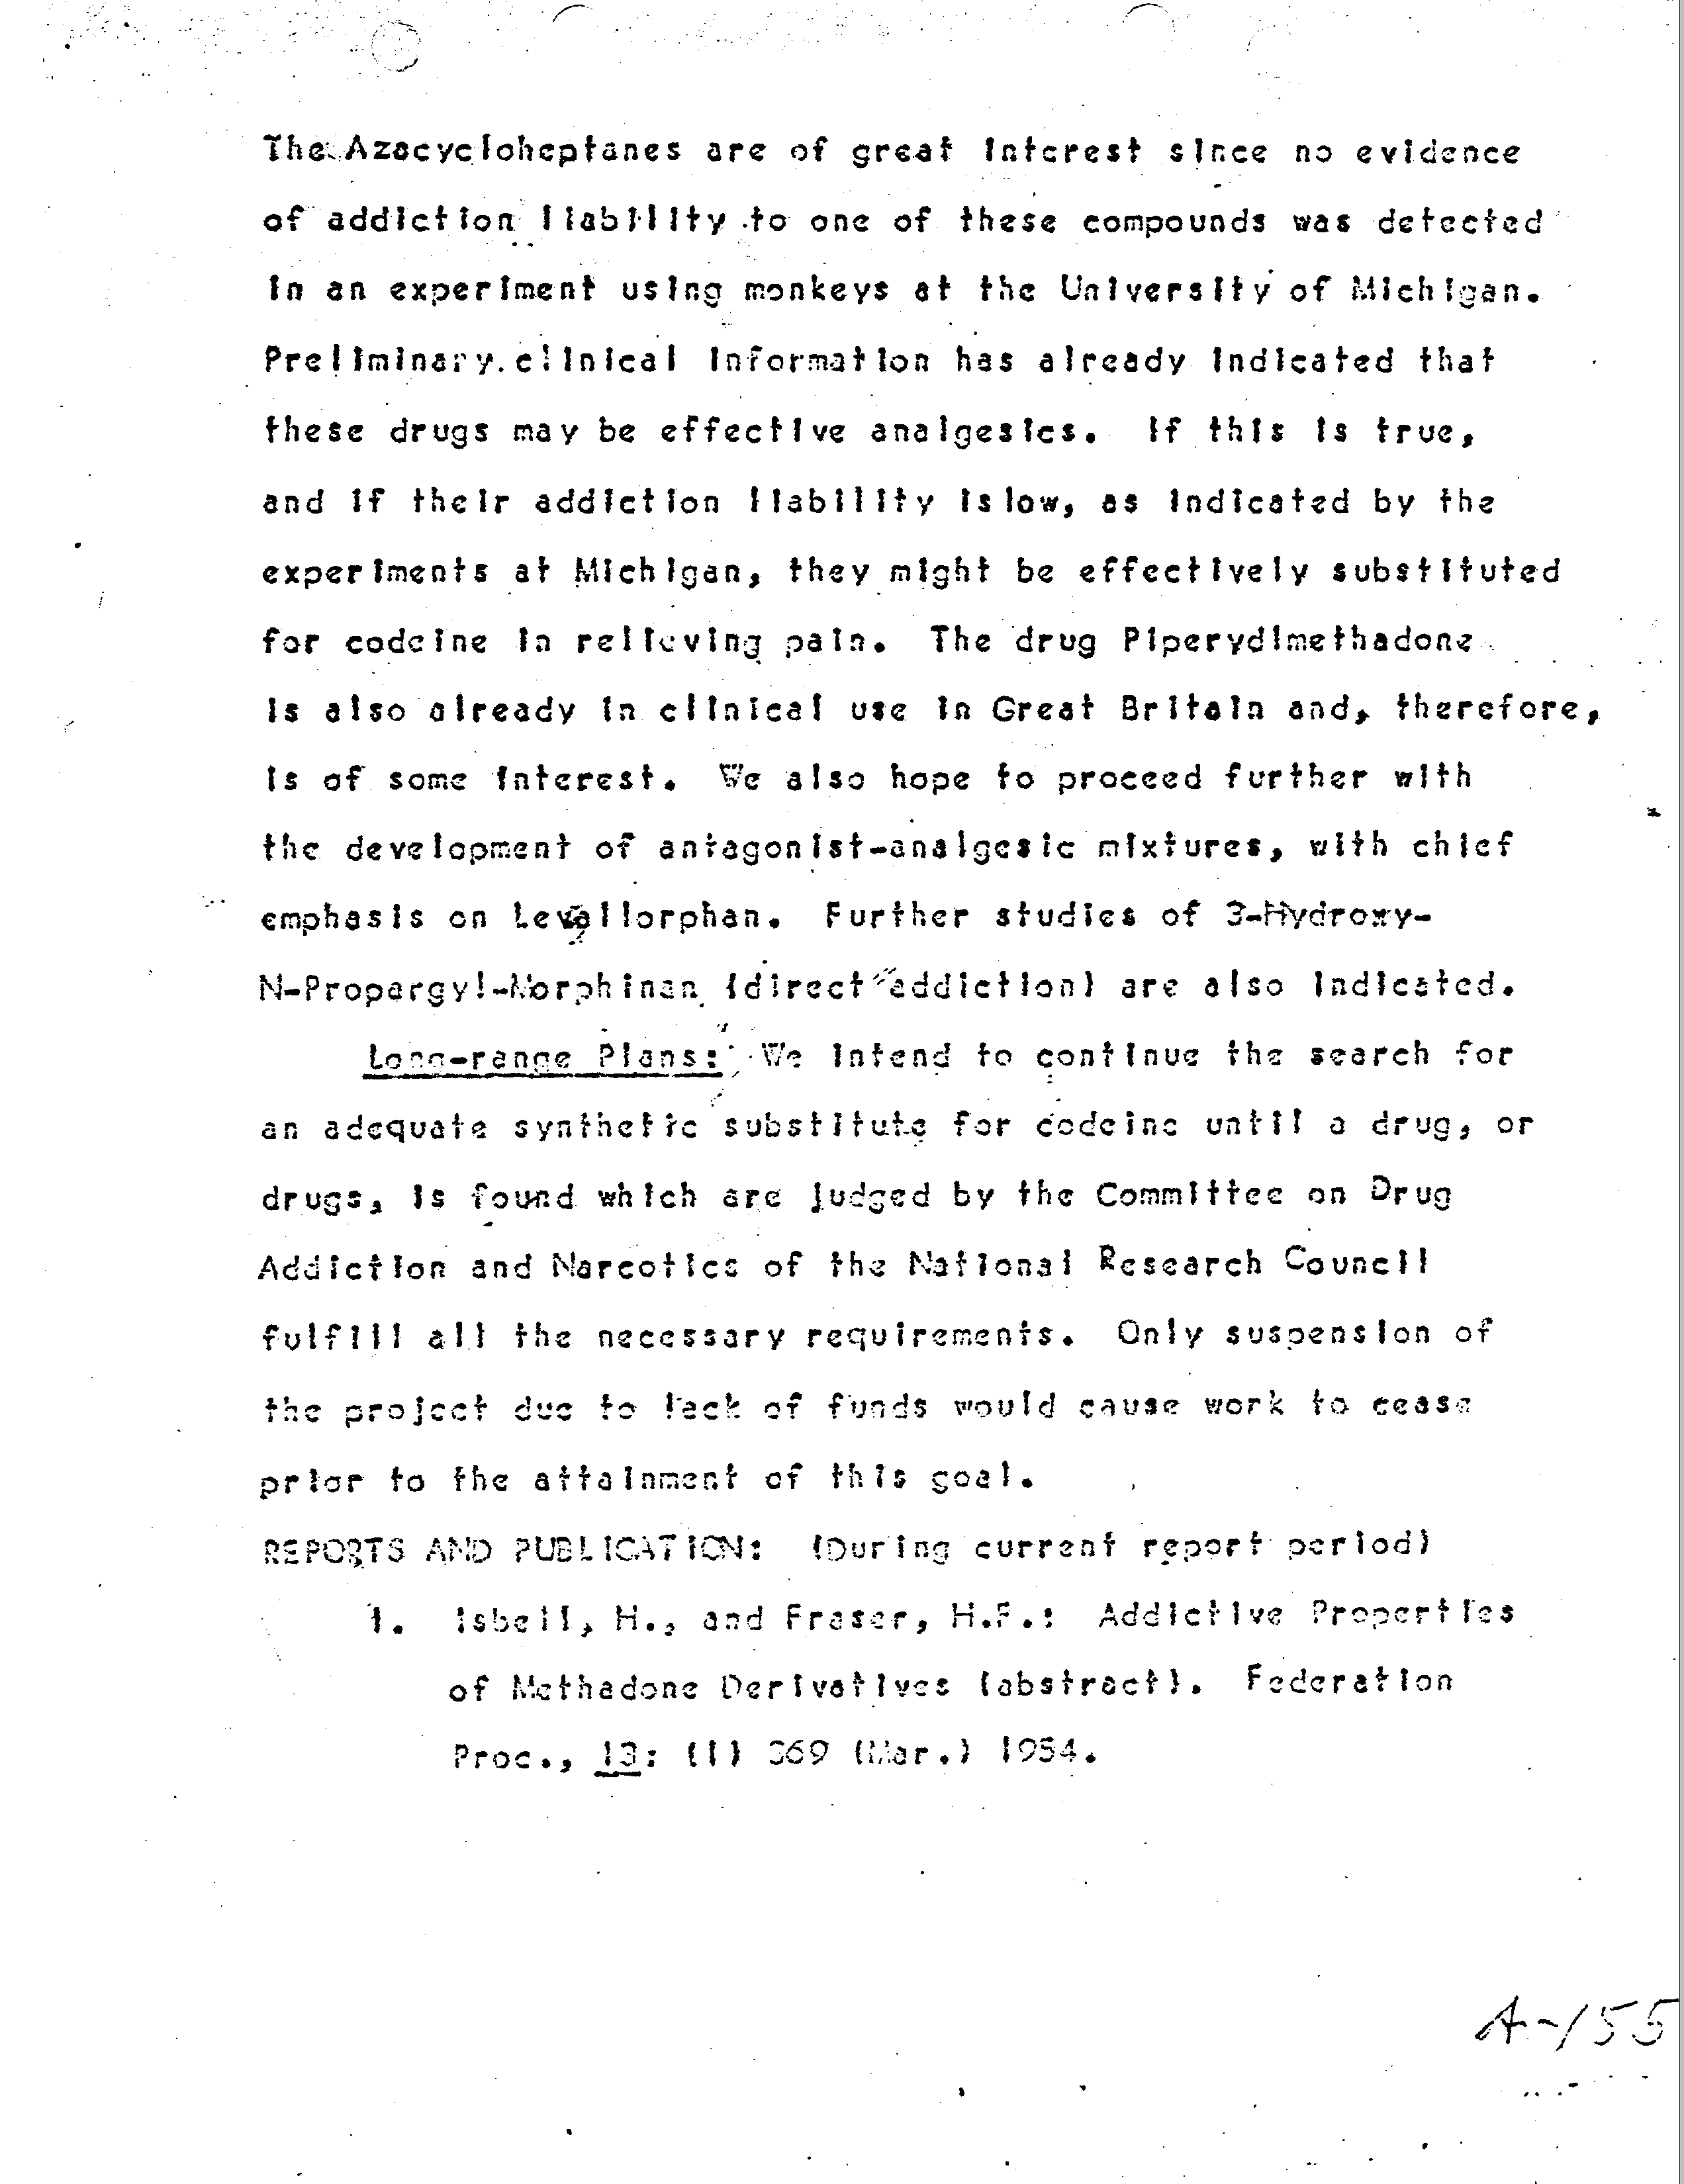 The Azacycloheptanes are of great interest since no evidence
of addiction liability to one of these compounds was detected
in an experiment using monkeys at the University of Michigan.
Preliminary clinical information has already indicated that
these drugs may be effective analgesics. If this is true,
and if their addiction liability is low, as indicated by the
experiments at Michigan, they might be effectively substituted
for codeine in relieving pain. The drug Piperydimethadone
is also already in clinical use in Great Britain and, therefore,
is of some interest. We also hope to proceed further with
the development of antagonist-analgesic mixtures, with chief
emphasis on Levallorphan. Further studies of 3-Hydroxy-
N-Propargyl-Morphinan (direct addiction) are also indicated.
Long-range Plans: We intend to continue the search for
an adequate synthetic substitute for codeine until a drug, or
drugs, is found which are judged by the Committee on Drug
Addiction and Narcotics of the National Research Council
fulfill all the necessary requirements. Only suspension of
the project due to lack of funds would cause work to cease
prior to the attainment of this goal.
REPORTS AND PUBLICATION: (During current report period)
1. Isbell, H., and Fraser, H.F.: Addictive Properties
of Methadone Derivatives (abstract). Federation
Proc., 13: (1) 369 (Mar.) 1954.
A-155